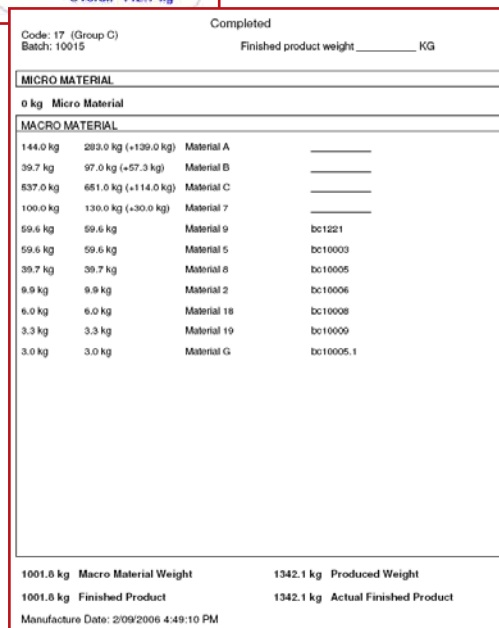 Overall 112.1 kg
Completed
Code: 17 (Group C)
Batch: 10015 Finished product weight__________ KG
MICRO MATERIAL
0 kg Micro Material
MACRO MATERIAL
144.0 kg 283.0 kg (+139.0 kg) Material A __________
39.7 kg 97.0 kg (+57.3 kg) Material B __________
537.0 kg 651.0 kg (+114.0 kg) Material C __________
100.0 kg 130.0 kg (+30.0 kg) Material 7 __________
59.6 kg 59.6 kg Material 9 bc1221
59.6 kg 59.6 kg Material 5 bc10003
39.7 kg 39.7 kg Material 8 bc10005
9.9 kg 9.9 kg Material 2 bc10006
6.0 kg 6.0 kg Material 18 bc10008
3.3 kg 3.3 kg Material 19 bc10009
3.0 kg 3.0 kg Material G bc10005.1
1001.8 kg Macro Material Weight 1342.1 kg Produced Weight
1001.8 kg Finished Product 1342.1 kg Actual Finished Product
Manufacture Date: 2/09/2006 4:49:10 PM